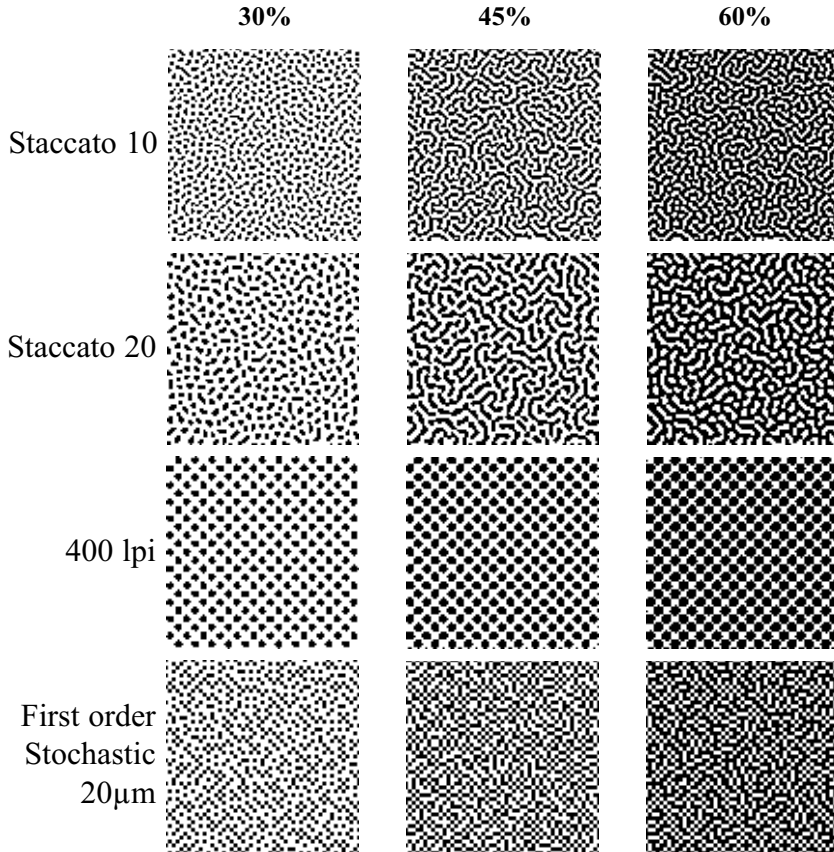 30% 45% 60%
Staccato 10
Staccato 20
400 lpi
First order
Stochastic
20µm